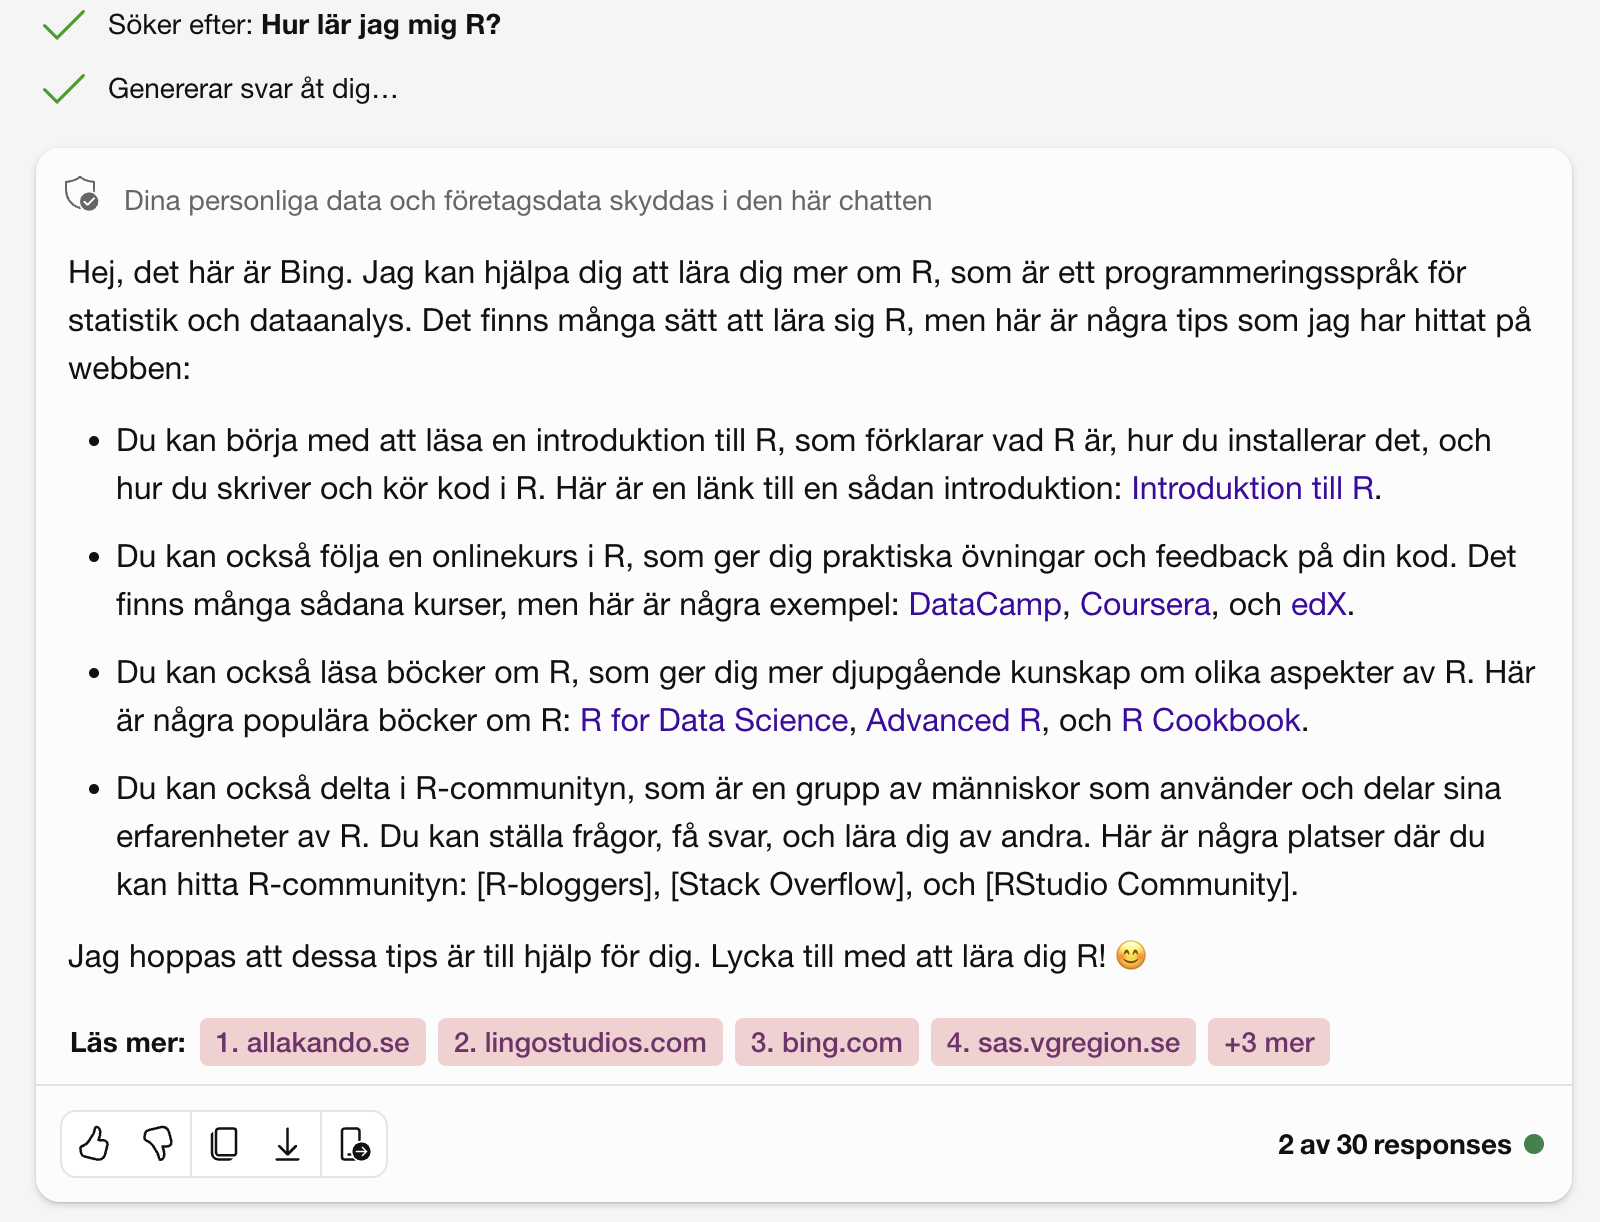 Söker efter: Hur lär jag mig R?
Genererar svar åt dig...
Dina personliga data och företagsdata skyddas i den här chatten
Hej, det här är Bing. Jag kan hjälpa dig att lära dig mer om R, som är ett programmeringsspråk för
statistik och dataanalys. Det finns många sätt att lära sig R, men här är några tips som jag har hittat på
webben:
• Du kan börja med att läsa en introduktion till R, som förklarar vad R är, hur du installerar det, och
hur du skriver och kör kod i R. Här är en länk till en sådan introduktion: Introduktion till R.
• Du kan också följa en onlinekurs i R, som ger dig praktiska övningar och feedback på din kod. Det
finns många sådana kurser, men här är några exempel: DataCamp, Coursera, och edX.
• Du kan också läsa böcker om R, som ger dig mer djupgående kunskap om olika aspekter av R. Här
är några populära böcker om R: R for Data Science, Advanced R, och R Cookbook.
• Du kan också delta i R-communityn, som är en grupp av människor som använder och delar sina
erfarenheter av R. Du kan ställa frågor, få svar, och lära dig av andra. Här är några platser där du
kan hitta R-communityn: [R-bloggers], [Stack Overflow], och [RStudio Community].
Jag hoppas att dessa tips är till hjälp för dig. Lycka till med att lära dig R! 😊
Läs mer: 1. allakando.se 2. lingostudios.com 3. bing.com 4. sas.vgregion.se +3 mer
2 av 30 responses